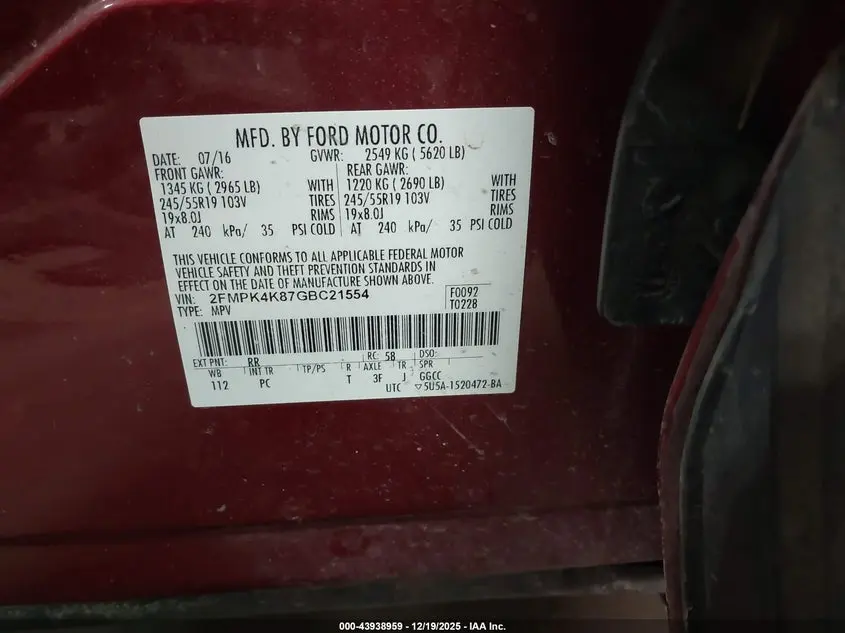 MFD. BY FORD MOTOR CO.
DATE: 07/16 GVWR: 2549 KG ( 5620 LB)
FRONT GAWR: REAR GAWR:
1345 KG ( 2965 LB) WITH 1220 KG ( 2690 LB) WITH
245/55R19 103V TIRES 245/55R19 103V TIRES
19x8.0J RIMS 19x8.0J RIMS
AT 240 kPa/ 35 PSI COLD AT 240 kPa/ 35 PSI COLD
THIS VEHICLE CONFORMS TO ALL APPLICABLE FEDERAL MOTOR
VEHICLE SAFETY AND THEFT PREVENTION STANDARDS IN
EFFECT ON THE DATE OF MANUFACTURE SHOWN ABOVE.
VIN: 2FMPK4K87GBC21554 F0092
TYPE: MPV T0228
EXT PNT: RR RC: 58 DSO:
WB INT TR TP/PS R AXLE TR SPR
112 PC T 3F J GGCC
UTC ▽5U5A-1520472-BA
000-43938959 - 12/19/2025 - IAA Inc.